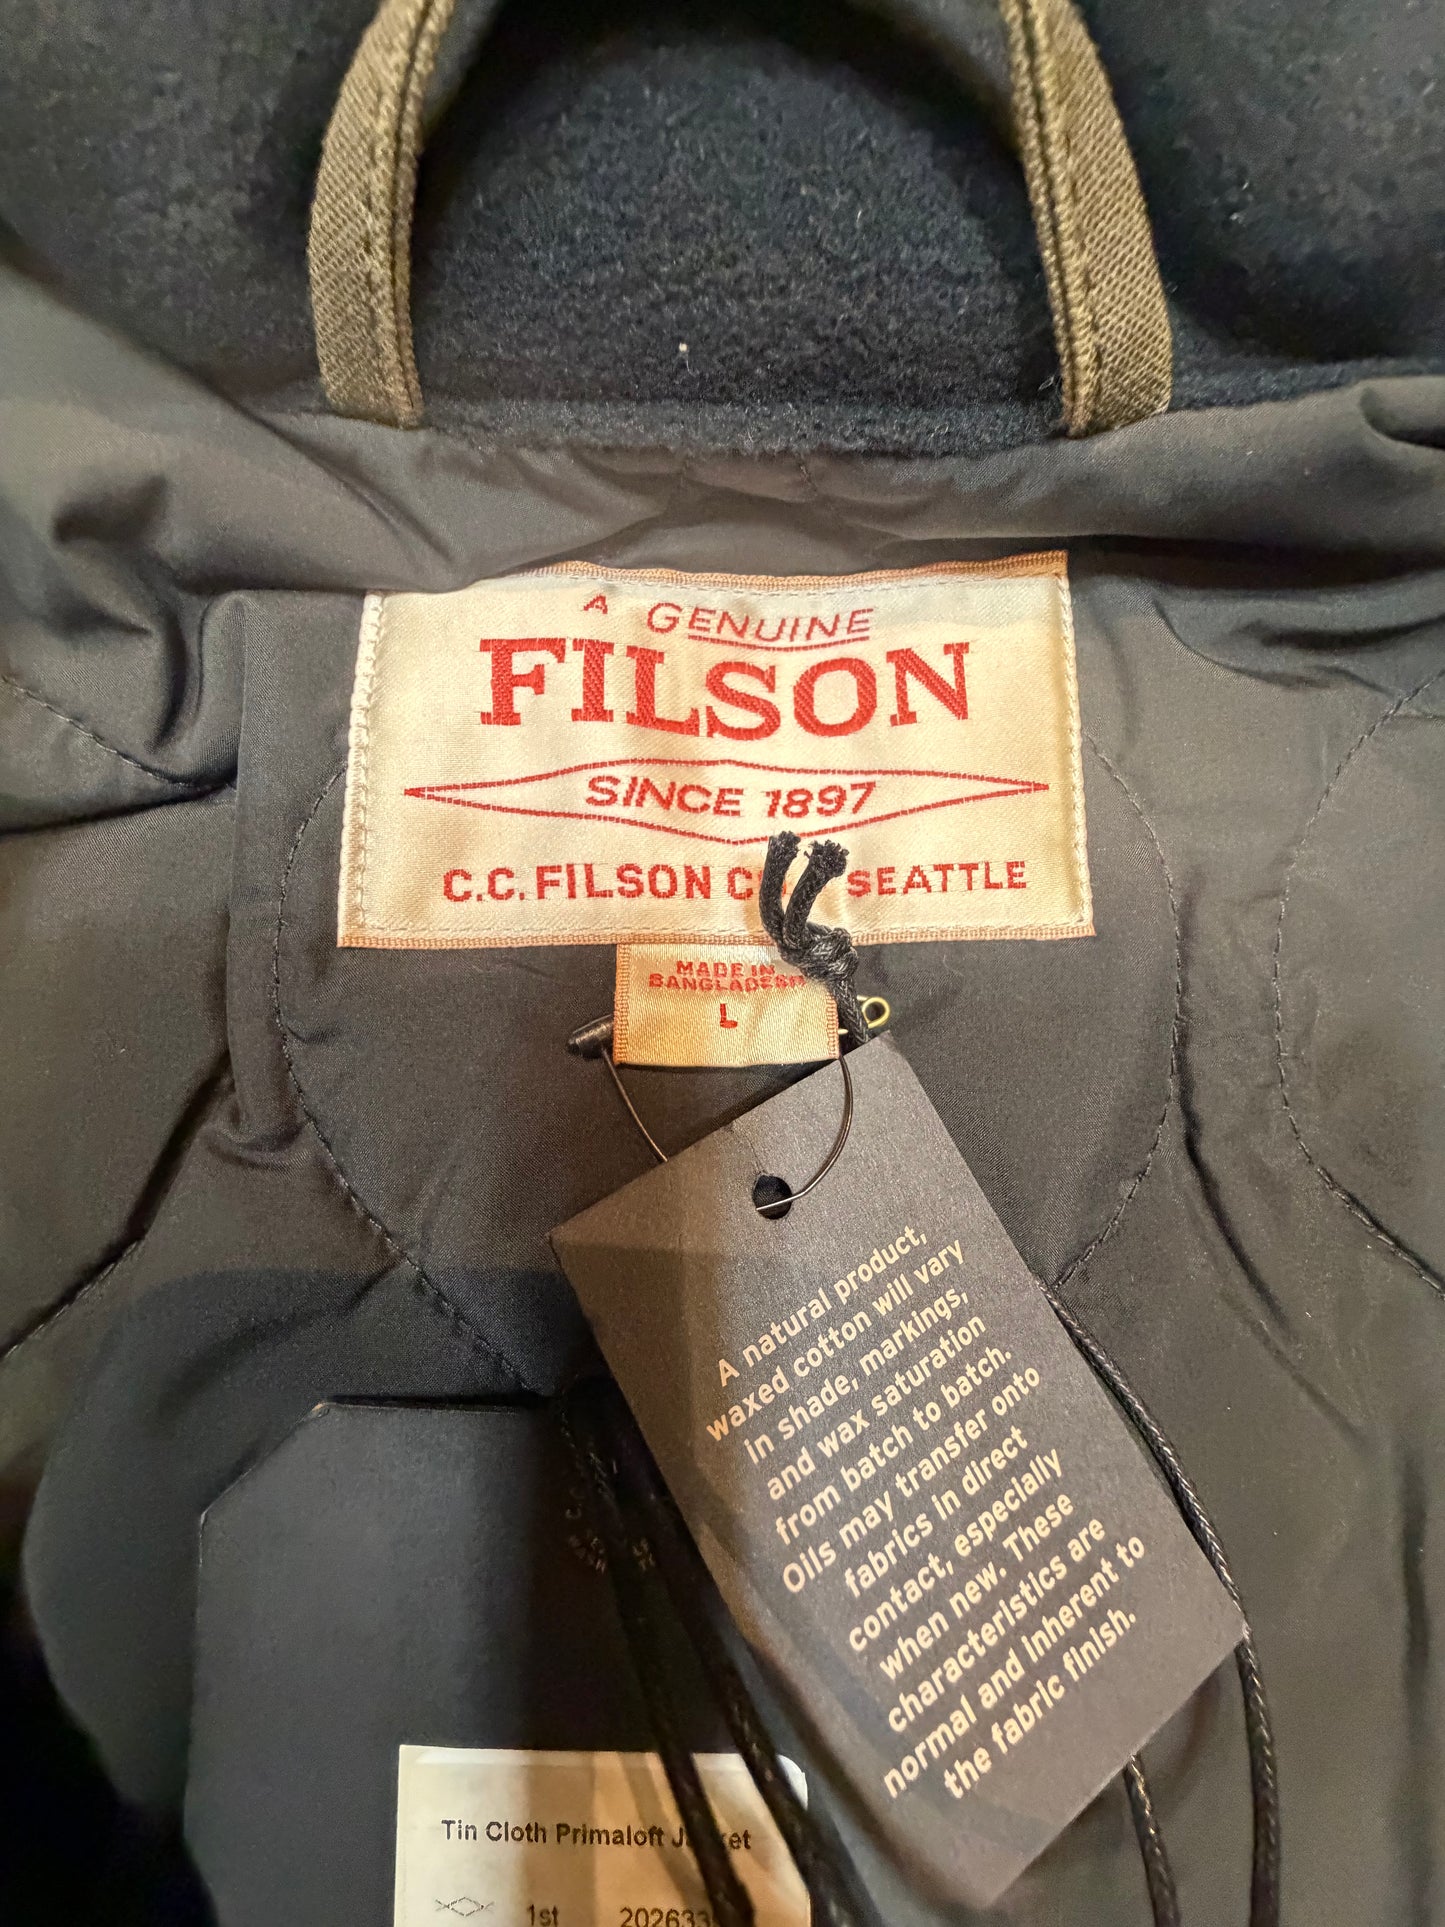 A GENUINE
FILSON
SINCE 1897
C.C. FILSON SEATTLE
MADE IN
BANGLADESH
L
A natural product,
waxed cotton will vary
in shade, markings,
and wax saturation
from batch to batch.
Oils may transfer onto
fabrics in direct
contact, especially
when new. These
characteristics are
normal and inherent to
the fabric finish.
WASH
Tin Cloth Primaloft Jacket
1st